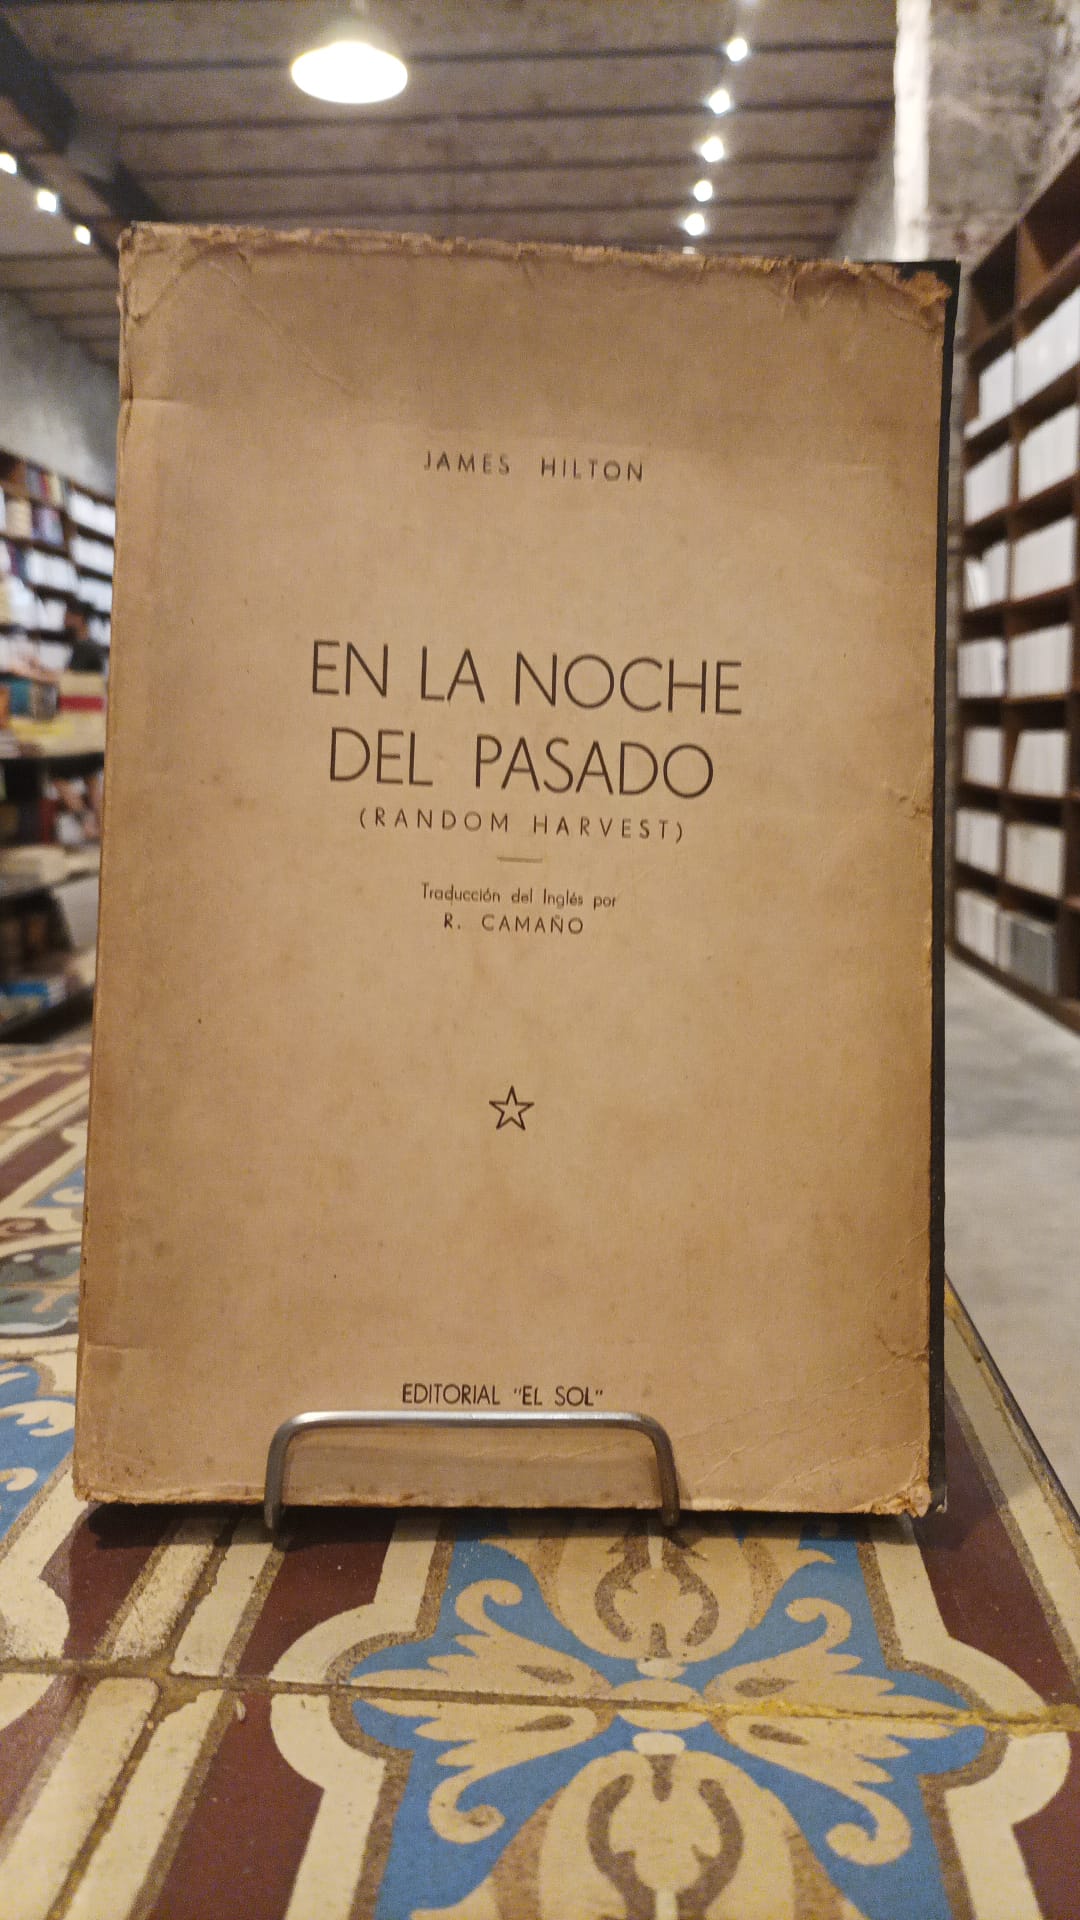 JAMES HILTON
EN LA NOCHE
DEL PASADO
(RANDOM HARVEST)
Traducción del Inglés por
R. CAMAÑO
EDITORIAL "EL SOL"